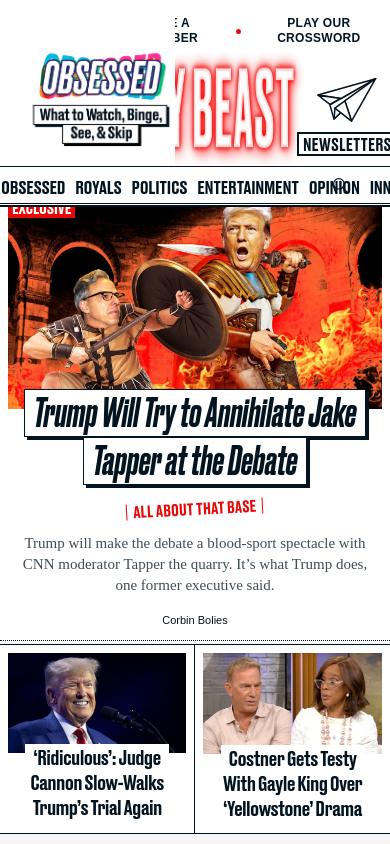 E A
BER
PLAY OUR
CROSSWORD
OBSESSED
What to Watch, Binge,
See, & Skip
Y BEAST
NEWSLETTERS
OBSESSED ROYALS POLITICS ENTERTAINMENT OPINION INN
EXCLUSIVE
Trump Will Try to Annihilate Jake
Tapper at the Debate
ALL ABOUT THAT BASE
Trump will make the debate a blood-sport spectacle with
CNN moderator Tapper the quarry. It’s what Trump does,
one former executive said.
Corbin Bolies
‘Ridiculous’: Judge
Cannon Slow-Walks
Trump’s Trial Again
Costner Gets Testy
With Gayle King Over
‘Yellowstone’ Drama